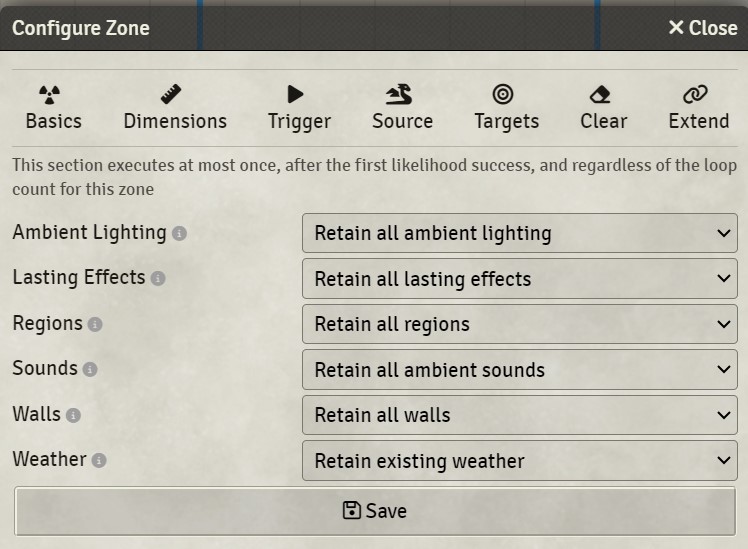 Configure Zone
Close
Basics
Dimensions
Trigger
Source
Targets
Clear
Extend
This section executes at most once, after the first likelihood success, and regardless of the loop
count for this zone
Ambient Lighting
Retain all ambient lighting
Lasting Effects
Retain all lasting effects
Regions
Retain all regions
Sounds
Retain all ambient sounds
Walls
Retain all walls
Weather
Retain existing weather
Save